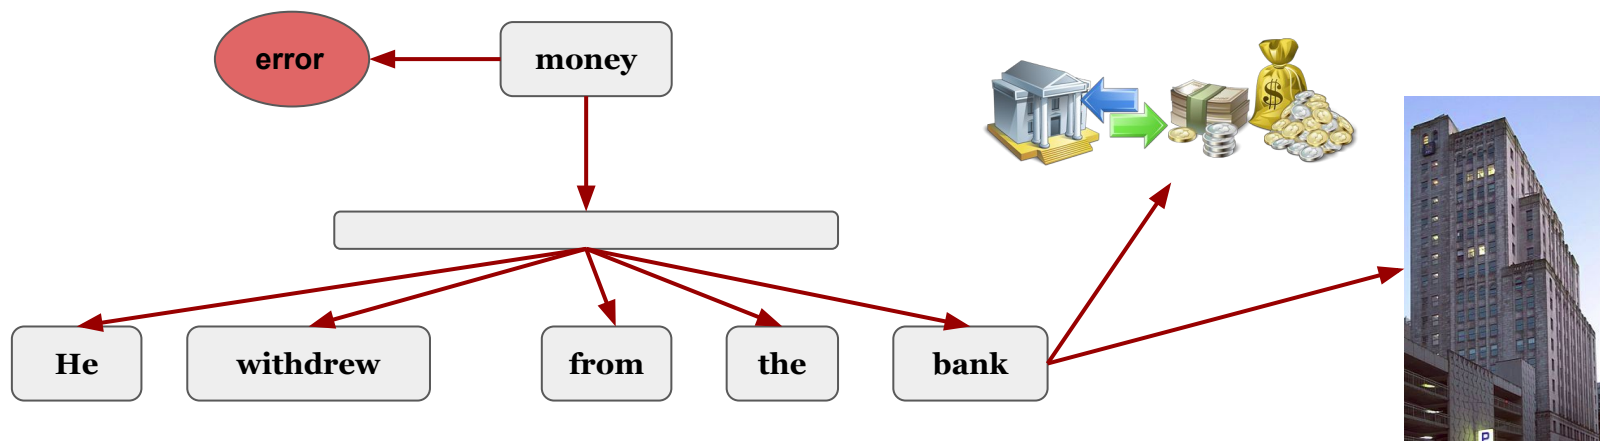 error
money
$
He
withdrew
from
the
bank
P